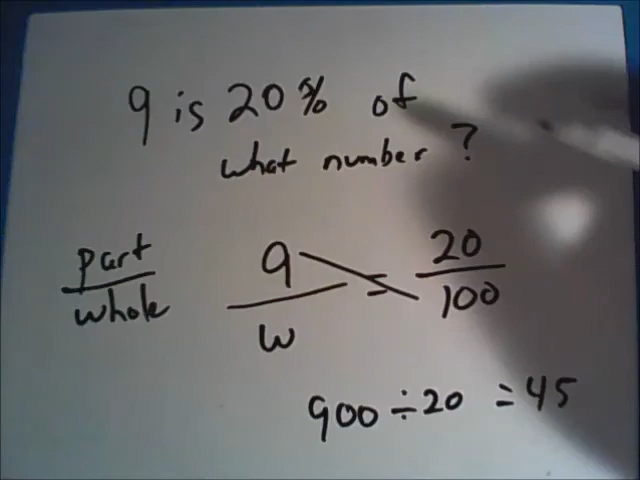 9 is 20% of
what number?
part
whole
9
w
=
20
100
900 ÷ 20 = 45